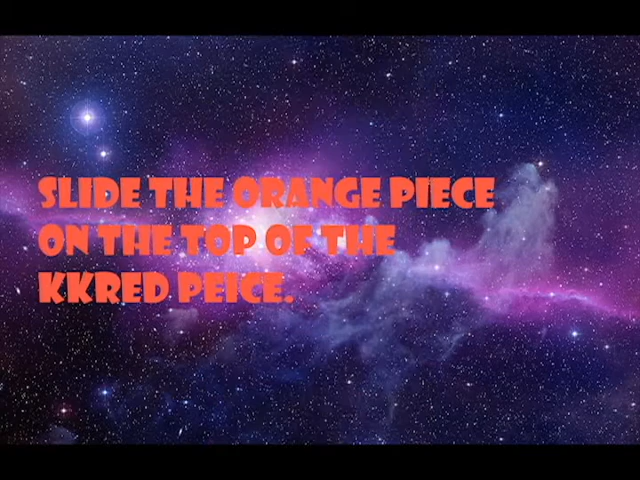 SLIDE THE ORANGE PIECE
ON THE TOP OF THE
KKRED PEICE.